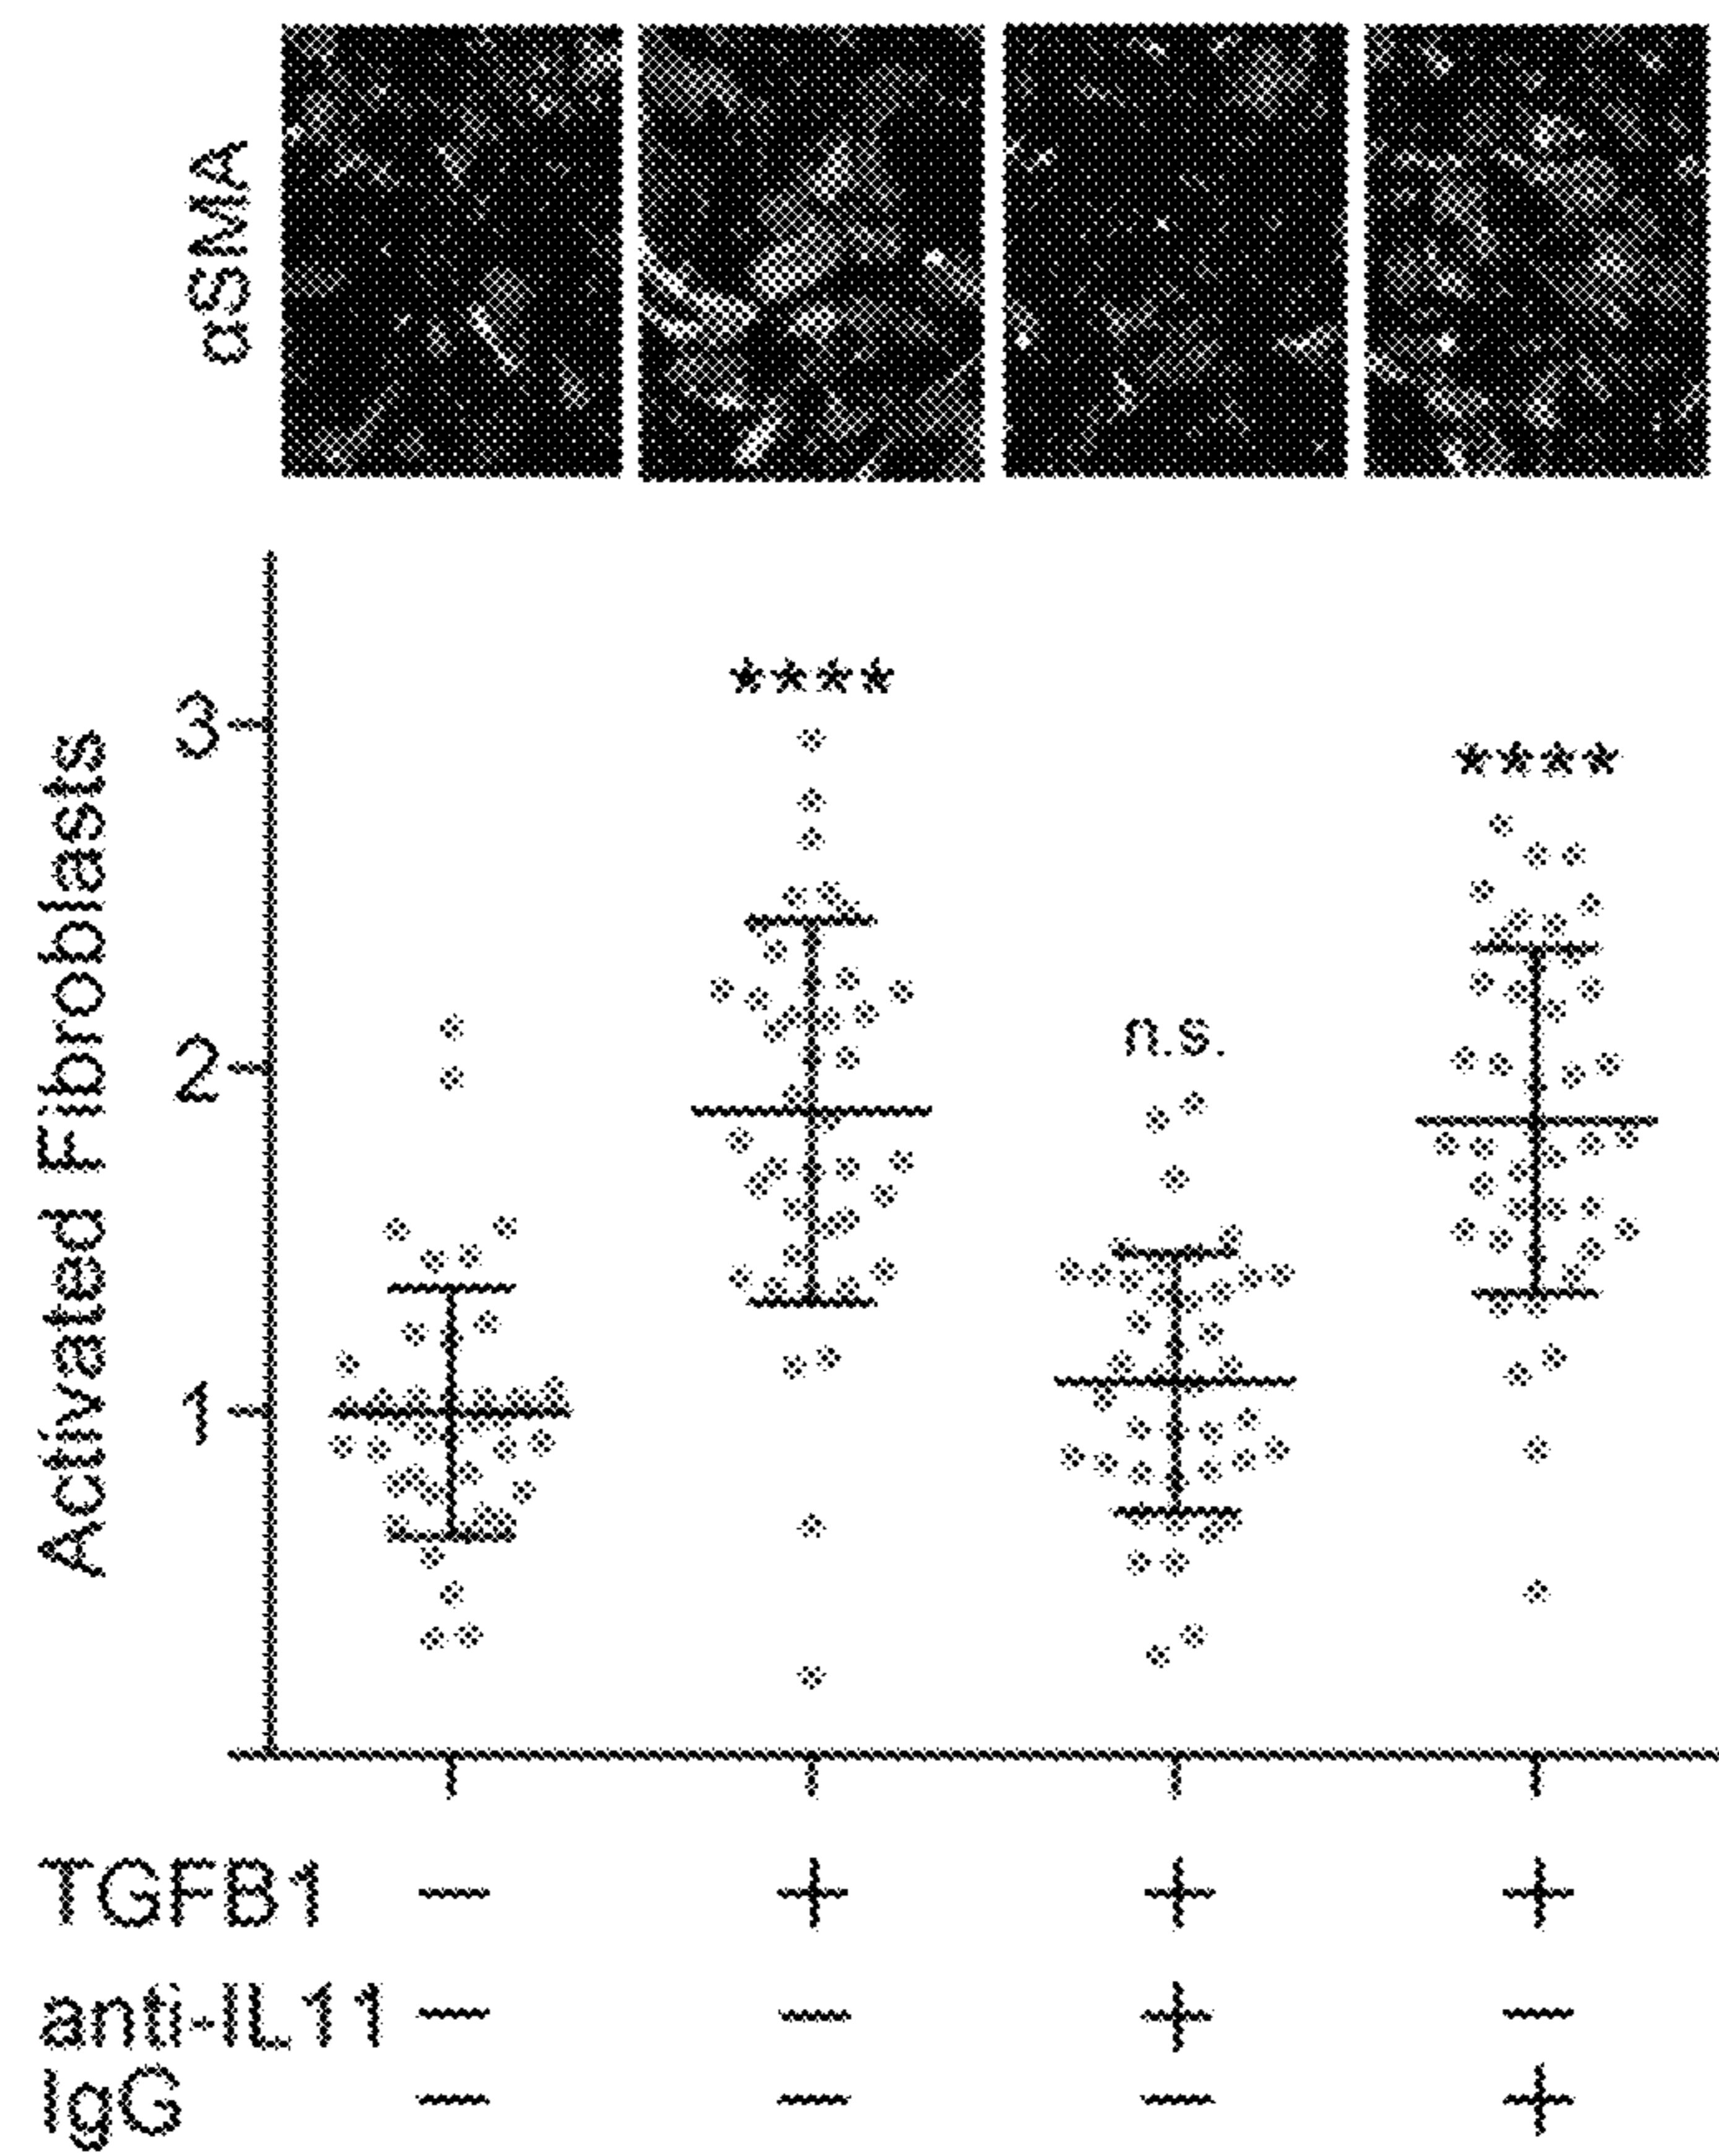 αSMA
Activated Fibroblasts
3
2
1
****
n.s.
****
TGFB1 − + + +
anti-IL11 − − + −
IgG − − − +